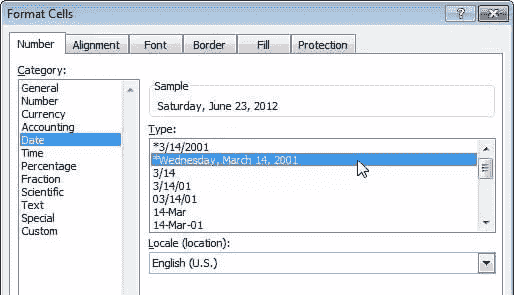 Format Cells
Number Alignment Font Border Fill Protection
Category:
General
Number
Currency
Accounting
Date
Time
Percentage
Fraction
Scientific
Text
Special
Custom
Sample
Saturday, June 23, 2012
Type:
*3/14/2001
*Wednesday, March 14, 2001
3/14
3/14/01
03/14/01
14-Mar
14-Mar-01
Locale (location):
English (U.S.)